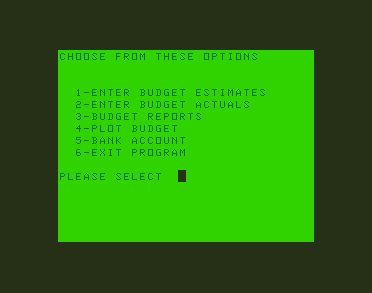 CHOOSE FROM THESE OPTIONS
1-ENTER BUDGET ESTIMATES
2-ENTER BUDGET ACTUALS
3-BUDGET REPORTS
4-PLOT BUDGET
5-BANK ACCOUNT
6-EXIT PROGRAM
PLEASE SELECT